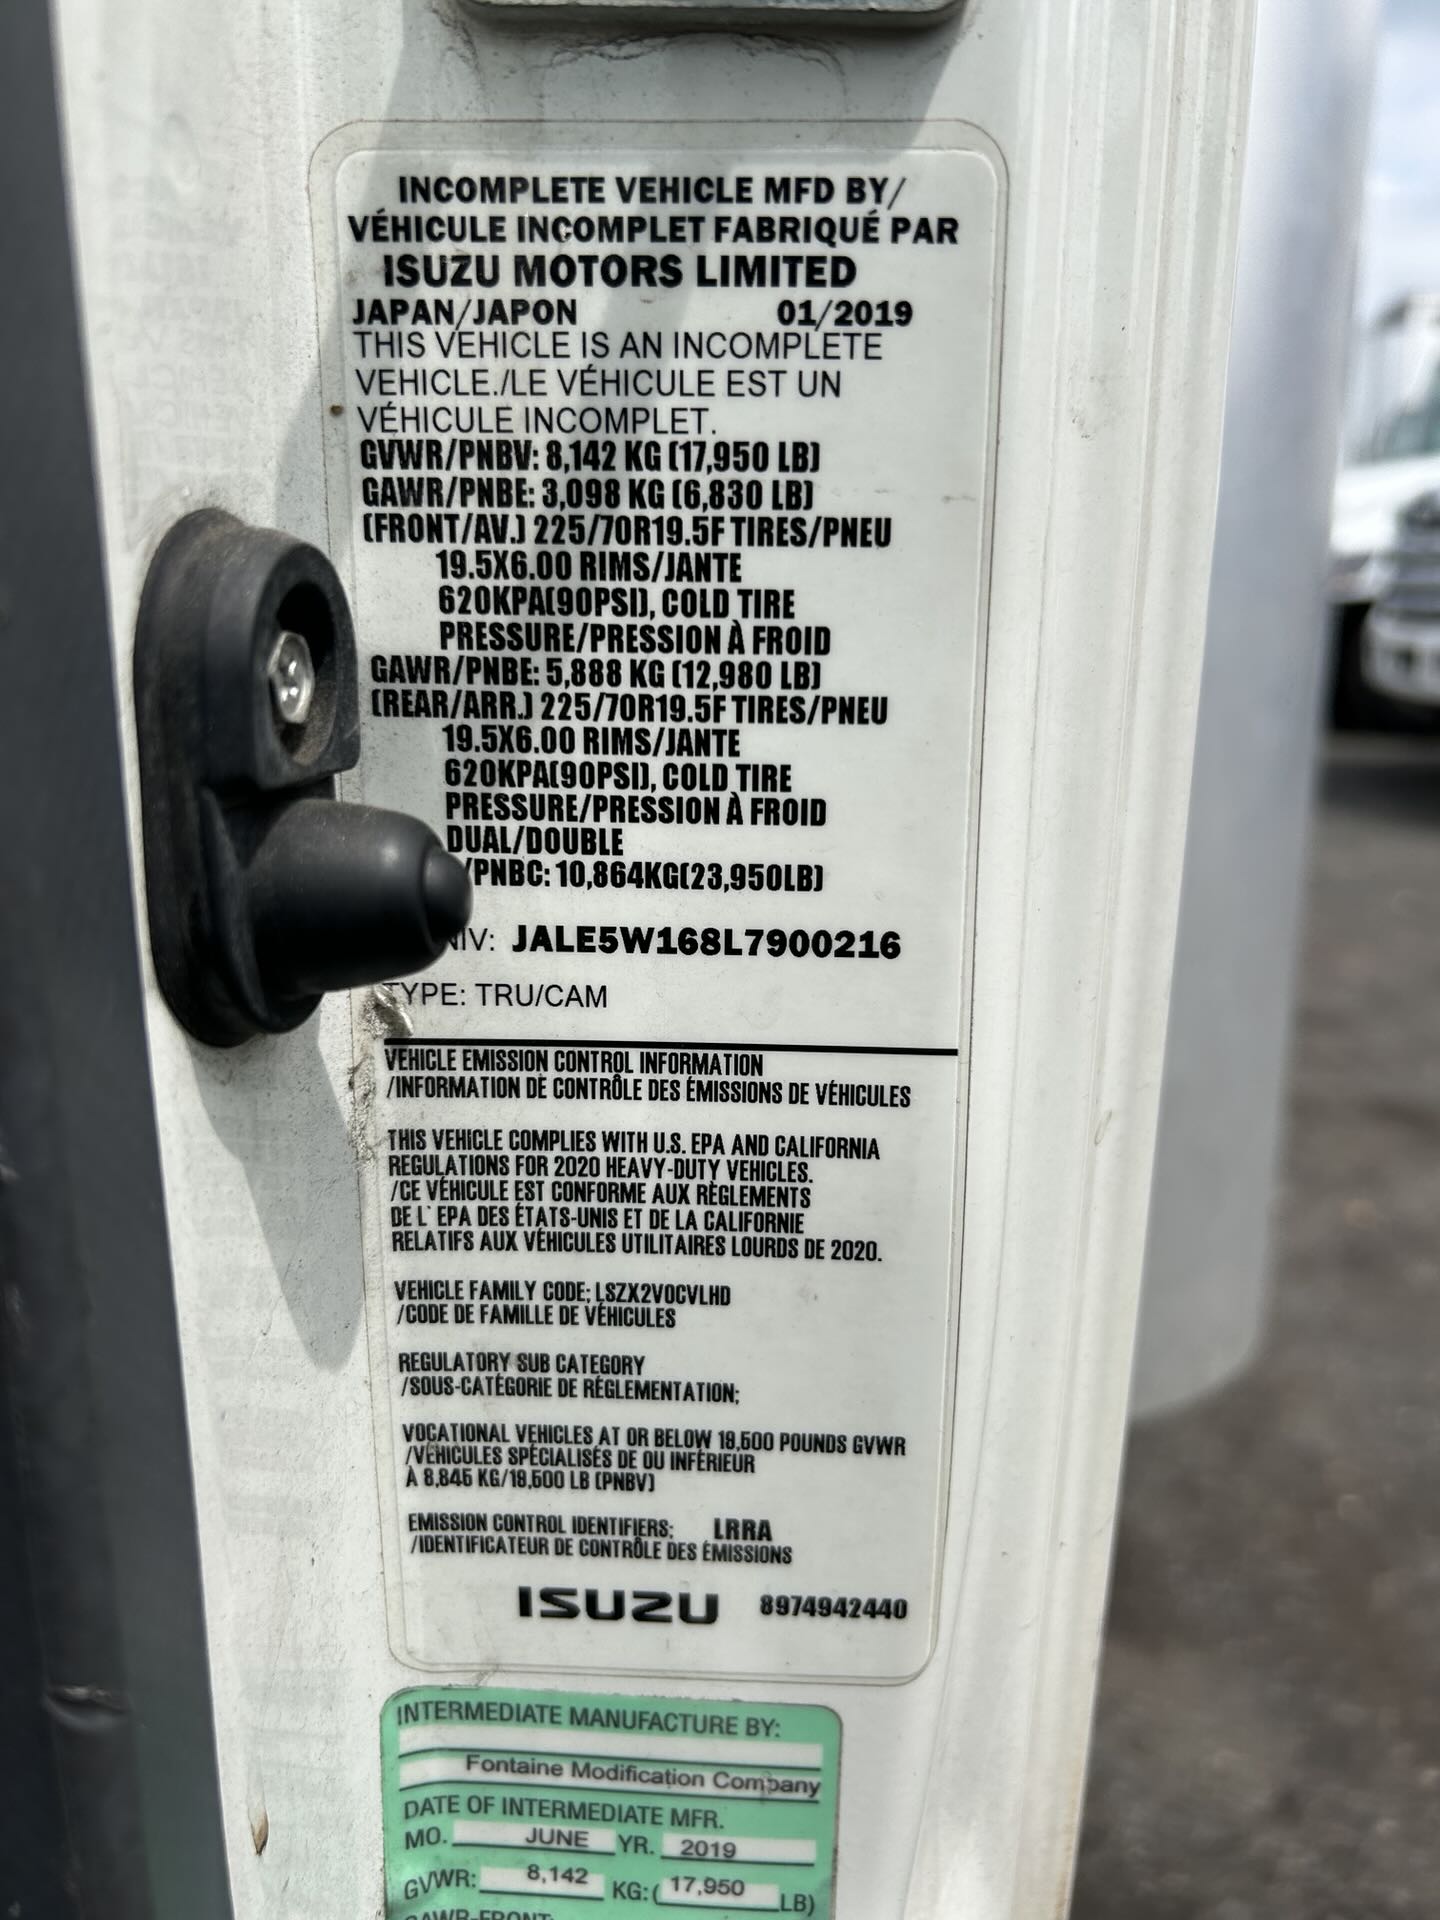 INCOMPLETE VEHICLE MFD BY/
VÉHICULE INCOMPLET FABRIQUÉ PAR
ISUZU MOTORS LIMITED
JAPAN/JAPON 01/2019
THIS VEHICLE IS AN INCOMPLETE
VEHICLE./LE VÉHICULE EST UN
VÉHICULE INCOMPLET.
GVWR/PNBV: 8,142 KG (17,950 LB)
GAWR/PNBE: 3,098 KG (6,830 LB)
(FRONT/AV.) 225/70R19.5F TIRES/PNEU
19.5X6.00 RIMS/JANTE
620KPA(90PSI), COLD TIRE
PRESSURE/PRESSION À FROID
GAWR/PNBE: 5,888 KG (12,980 LB)
(REAR/ARR.) 225/70R19.5F TIRES/PNEU
19.5X6.00 RIMS/JANTE
620KPA(90PSI), COLD TIRE
PRESSURE/PRESSION À FROID
DUAL/DOUBLE
/PNBC: 10,864KG(23,950LB)
NIV: JALE5W168L7900216
TYPE: TRU/CAM
VEHICLE EMISSION CONTROL INFORMATION
/INFORMATION DE CONTRÔLE DES ÉMISSIONS DE VÉHICULES
THIS VEHICLE COMPLIES WITH U.S. EPA AND CALIFORNIA
REGULATIONS FOR 2020 HEAVY-DUTY VEHICLES.
/CE VÉHICULE EST CONFORME AUX RÈGLEMENTS
DE L' EPA DES ÉTATS-UNIS ET DE LA CALIFORNIE
RELATIFS AUX VÉHICULES UTILITAIRES LOURDS DE 2020.
VEHICLE FAMILY CODE: LSZX2VOCVLHD
/CODE DE FAMILLE DE VÉHICULES
REGULATORY SUB CATEGORY
/SOUS-CATÉGORIE DE RÉGLEMENTATION:
VOCATIONAL VEHICLES AT OR BELOW 19,500 POUNDS GVWR
/VÉHICULES SPÉCIALISÉS DE OU INFÉRIEUR
À 8,845 KG/19,500 LB (PNBV)
EMISSION CONTROL IDENTIFIERS: LRRA
/IDENTIFICATEUR DE CONTRÔLE DES ÉMISSIONS
ISUZU 8974942440
INTERMEDIATE MANUFACTURE BY:
Fontaine Modification Company
DATE OF INTERMEDIATE MFR.
MO. JUNE YR. 2019
GVWR: 8,142 KG: ( 17,950 LB)
GAWR-FRONT: